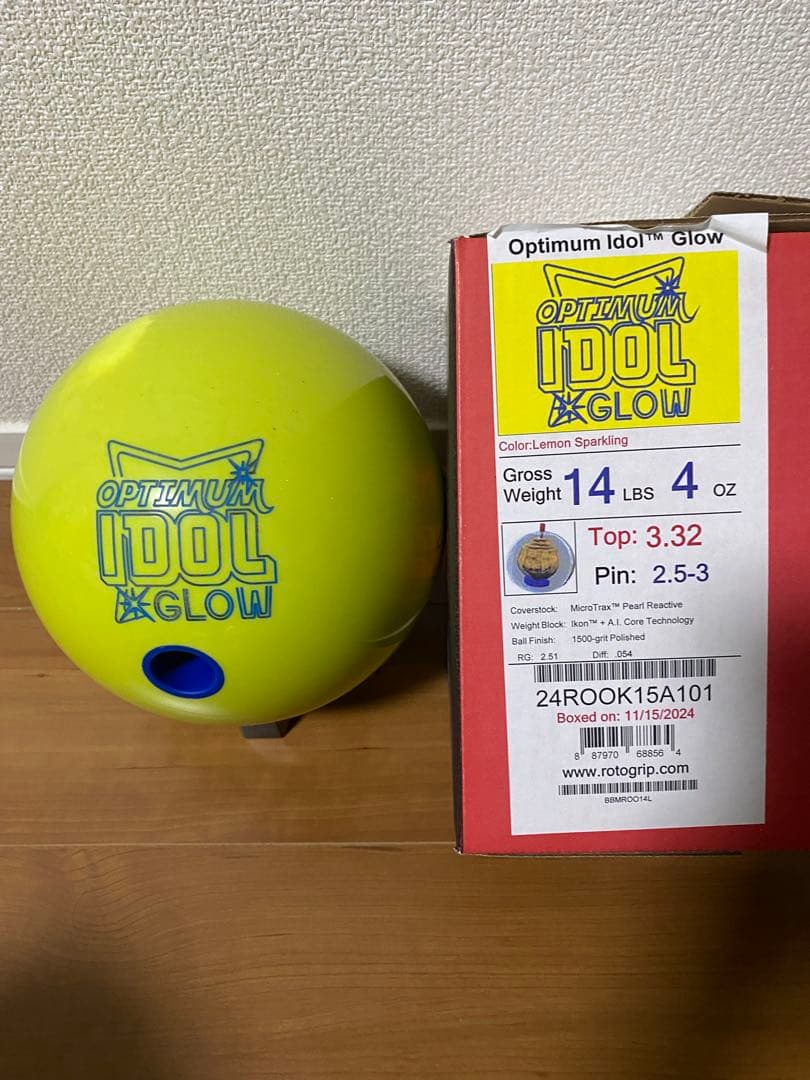 OPTIMUM
IDOL
GLOW
Optimum Idol™ Glow
OPTIMUM
IDOL
GLOW
Color:Lemon Sparkling
Gross
Weight 14 LBS 4 OZ
Top: 3.32
Pin: 2.5-3
Coverstock: MicroTrax™ Pearl Reactive
Weight Block: Ikon™ + A.I. Core Technology
Ball Finish: 1500-grit Polished
RG: 2.51 Diff: .054
24ROOK15A101
Boxed on: 11/15/2024
8 87970 68856 4
www.rotogrip.com
BBMROO14L